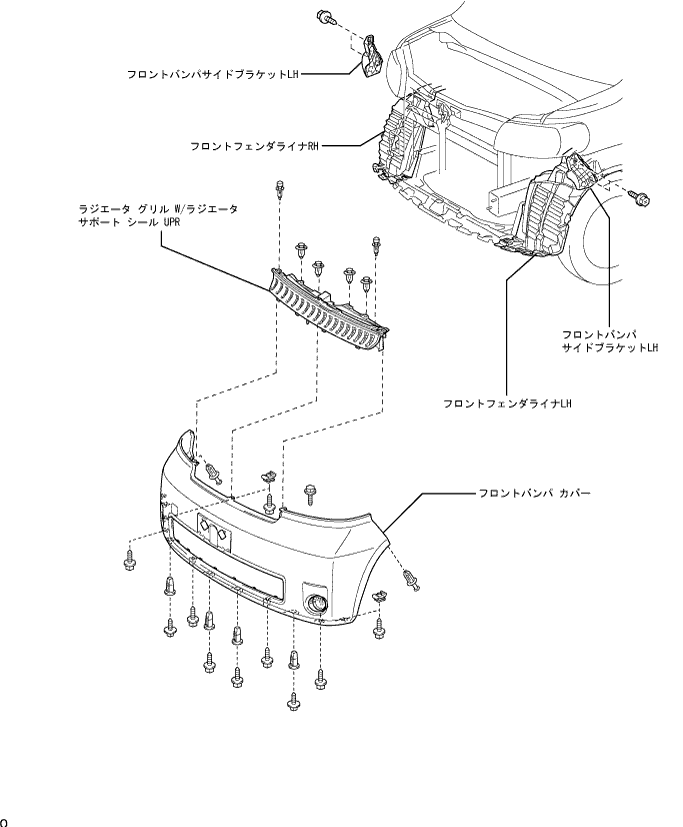 フロントバンパサイドブラケットLH
フロントフェンダライナRH
ラジエータ グリル W/ラジエータ
サポート シール UPR
フロントバンパ
サイドブラケットLH
フロントフェンダライナLH
フロントバンパ カバー